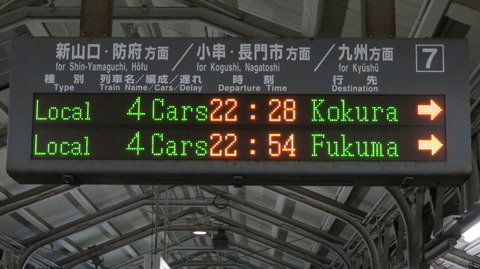 新山口・防府方面／小串・長門市方面／九州方面 7
for Shin-Yamaguchi, Hōfu for Kogushi, Nagatoshi for Kyūshū
種別 列車名／編成／遅れ 時刻 行先
Type Train Name/Cars/Delay Departure Time Destination
Local 4 Cars 22:28 Kokura →
Local 4 Cars 22:54 Fukuma →